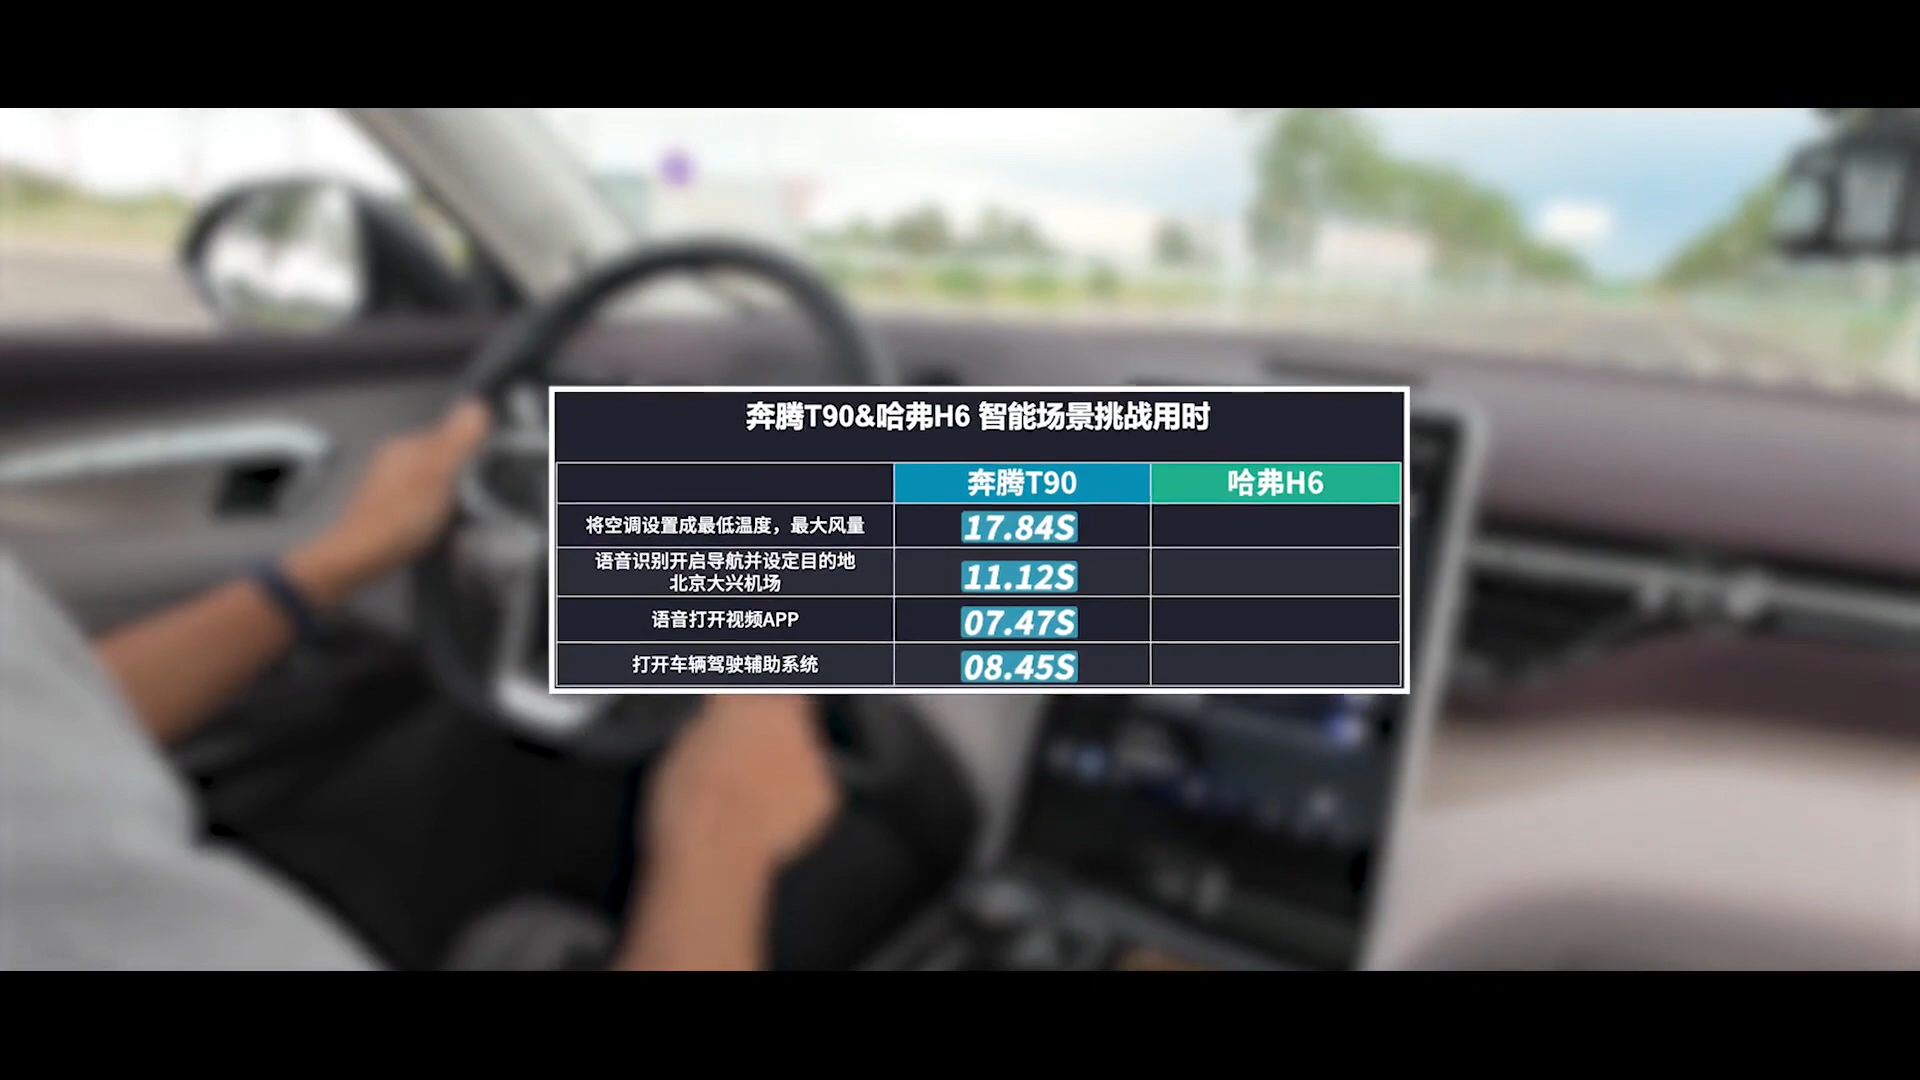 奔腾T90&哈弗H6 智能场景挑战用时
奔腾T90 哈弗H6
将空调设置成最低温度，最大风量 17.84S
语音识别开启导航并设定目的地
北京大兴机场 11.12S
语音打开视频APP 07.47S
打开车辆驾驶辅助系统 08.45S